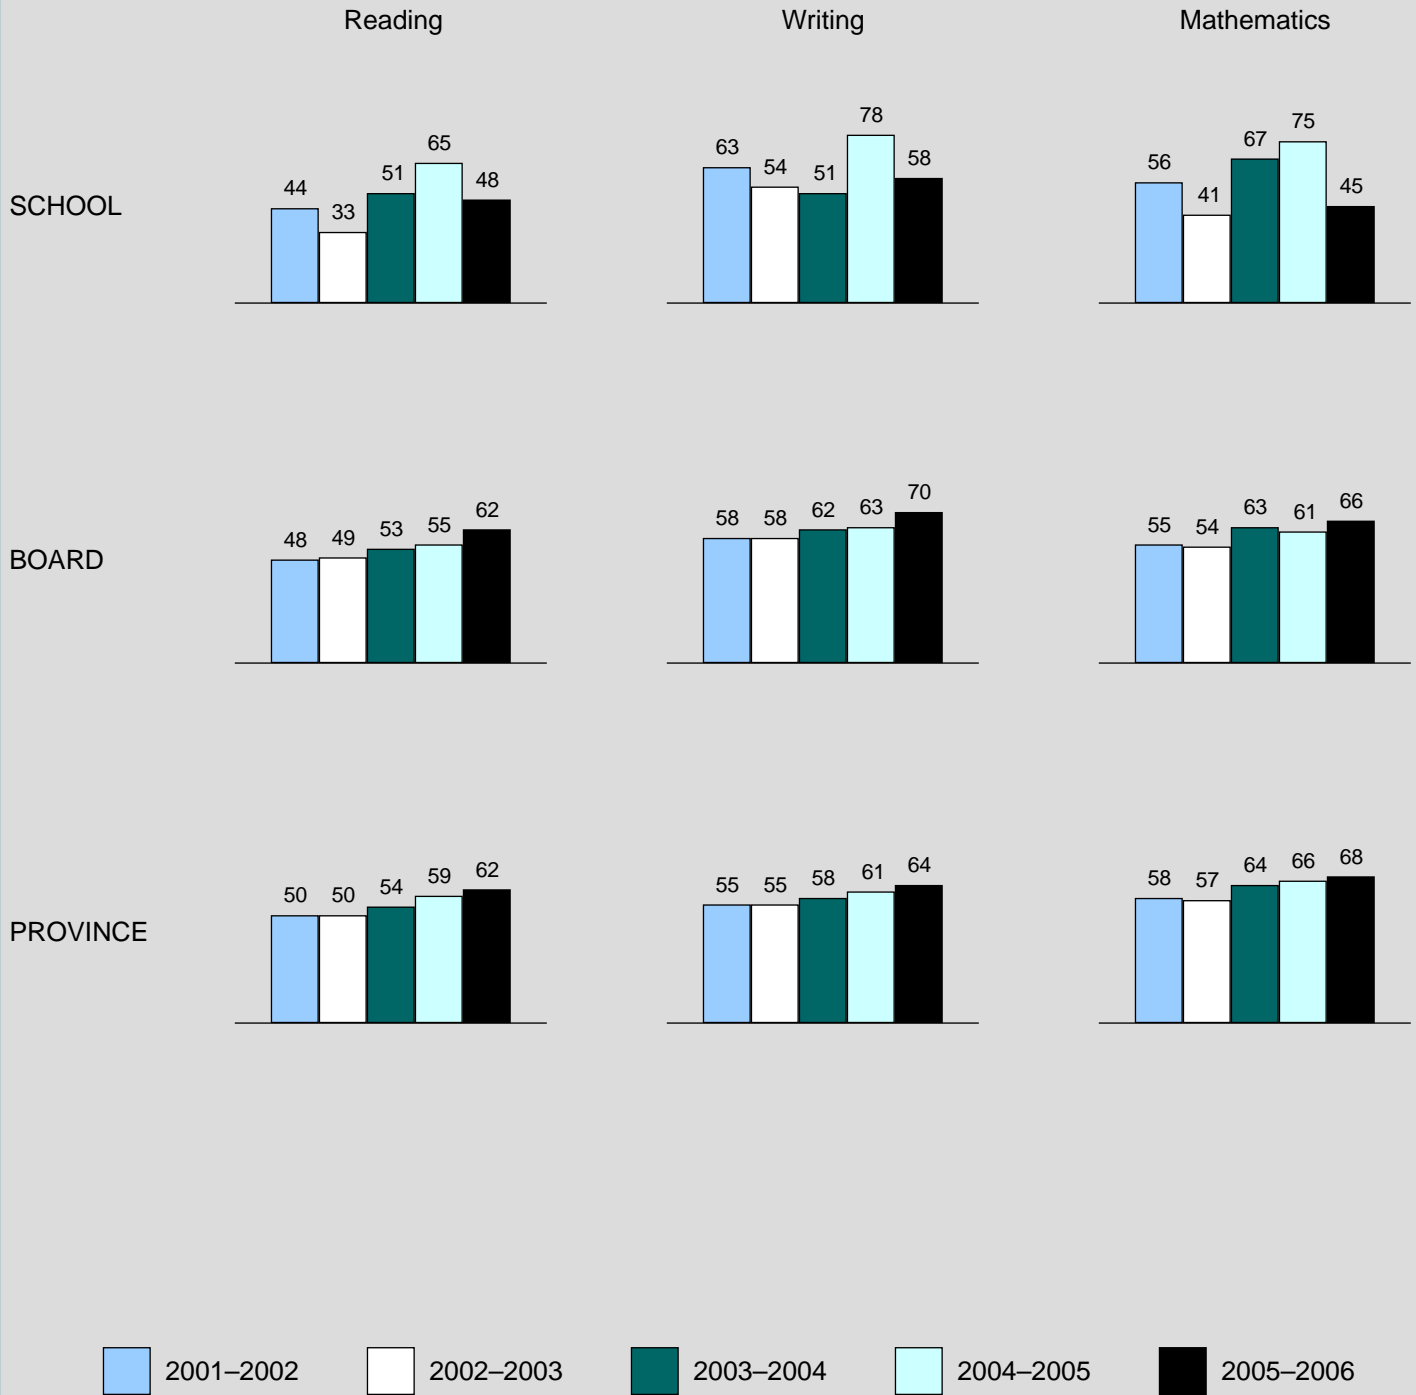 Reading Writing Mathematics
SCHOOL
44 33 51 65 48
63 54 51 78 58
56 41 67 75 45
BOARD
48 49 53 55 62
58 58 62 63 70
55 54 63 61 66
PROVINCE
50 50 54 59 62
55 55 58 61 64
58 57 64 66 68
2001–2002 2002–2003 2003–2004 2004–2005 2005–2006